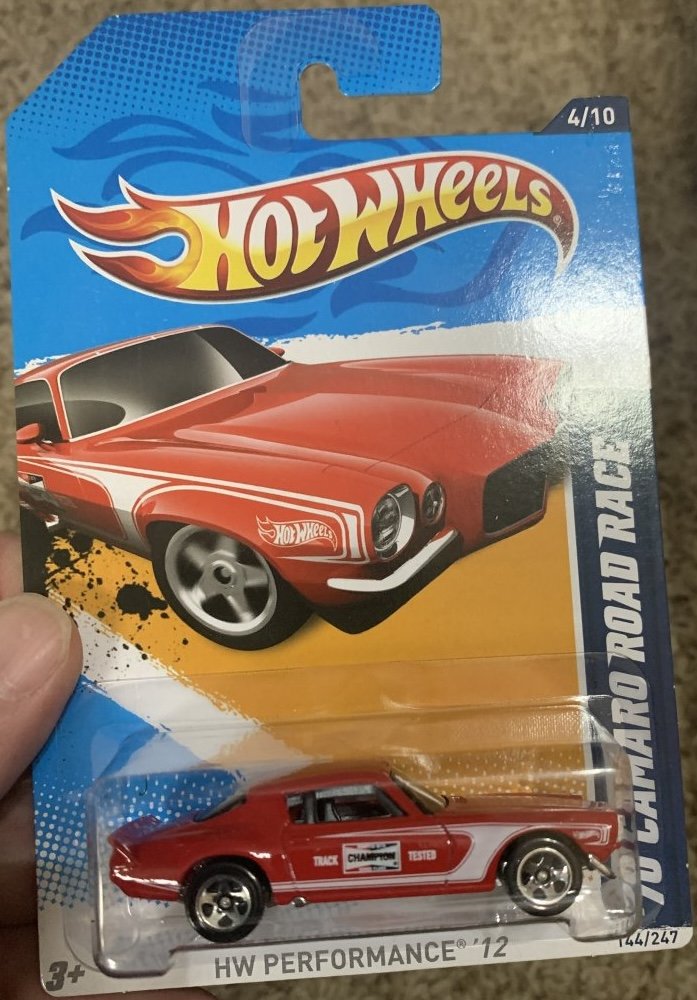 4/10
HOT WHEELS®
HOT WHEELS
'70 CAMARO ROAD RACE
TRACK CHAMPION TESTED
HW PERFORMANCE® '12
144/247
3+